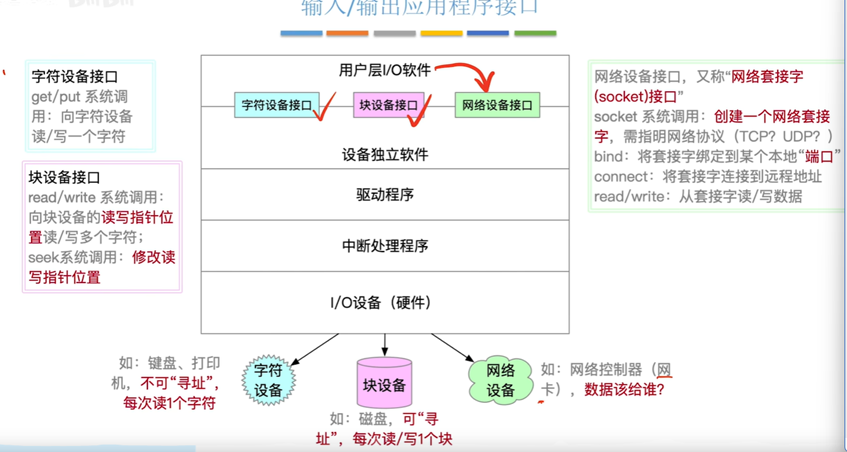 输入/输出应用程序接口
字符设备接口
get/put 系统调
用：向字符设备
读/写一个字符
块设备接口
read/write 系统调用：
向块设备的读写指针位
置读/写多个字符；
seek系统调用：修改读
写指针位置
用户层I/O软件
字符设备接口
块设备接口
网络设备接口
设备独立软件
驱动程序
中断处理程序
I/O设备（硬件）
网络设备接口，又称“网络套接字
(socket)接口”
socket 系统调用：创建一个网络套接
字，需指明网络协议（TCP？UDP？）
bind：将套接字绑定到某个本地“端口”
connect：将套接字连接到远程地址
read/write：从套接字读/写数据
如：键盘、打印
机，不可“寻址”，
每次读1个字符
字符
设备
块设备
如：磁盘，可“寻
址”，每次读/写1个块
网络
设备
如：网络控制器（网
卡），数据该给谁？